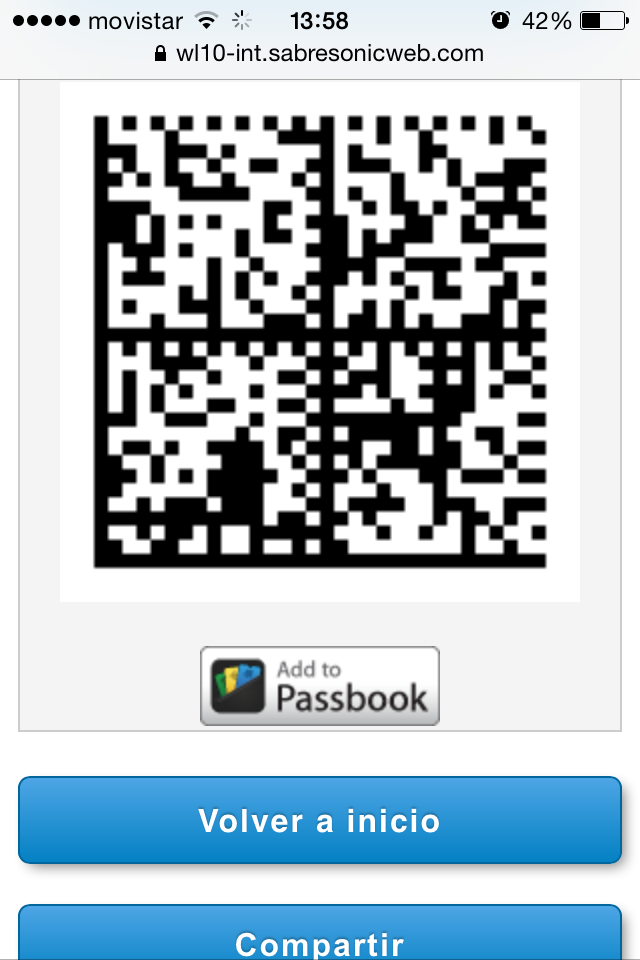 movistar 13:58 42%
wl10-int.sabresonicweb.com
Add to
Passbook
Volver a inicio
Compartir